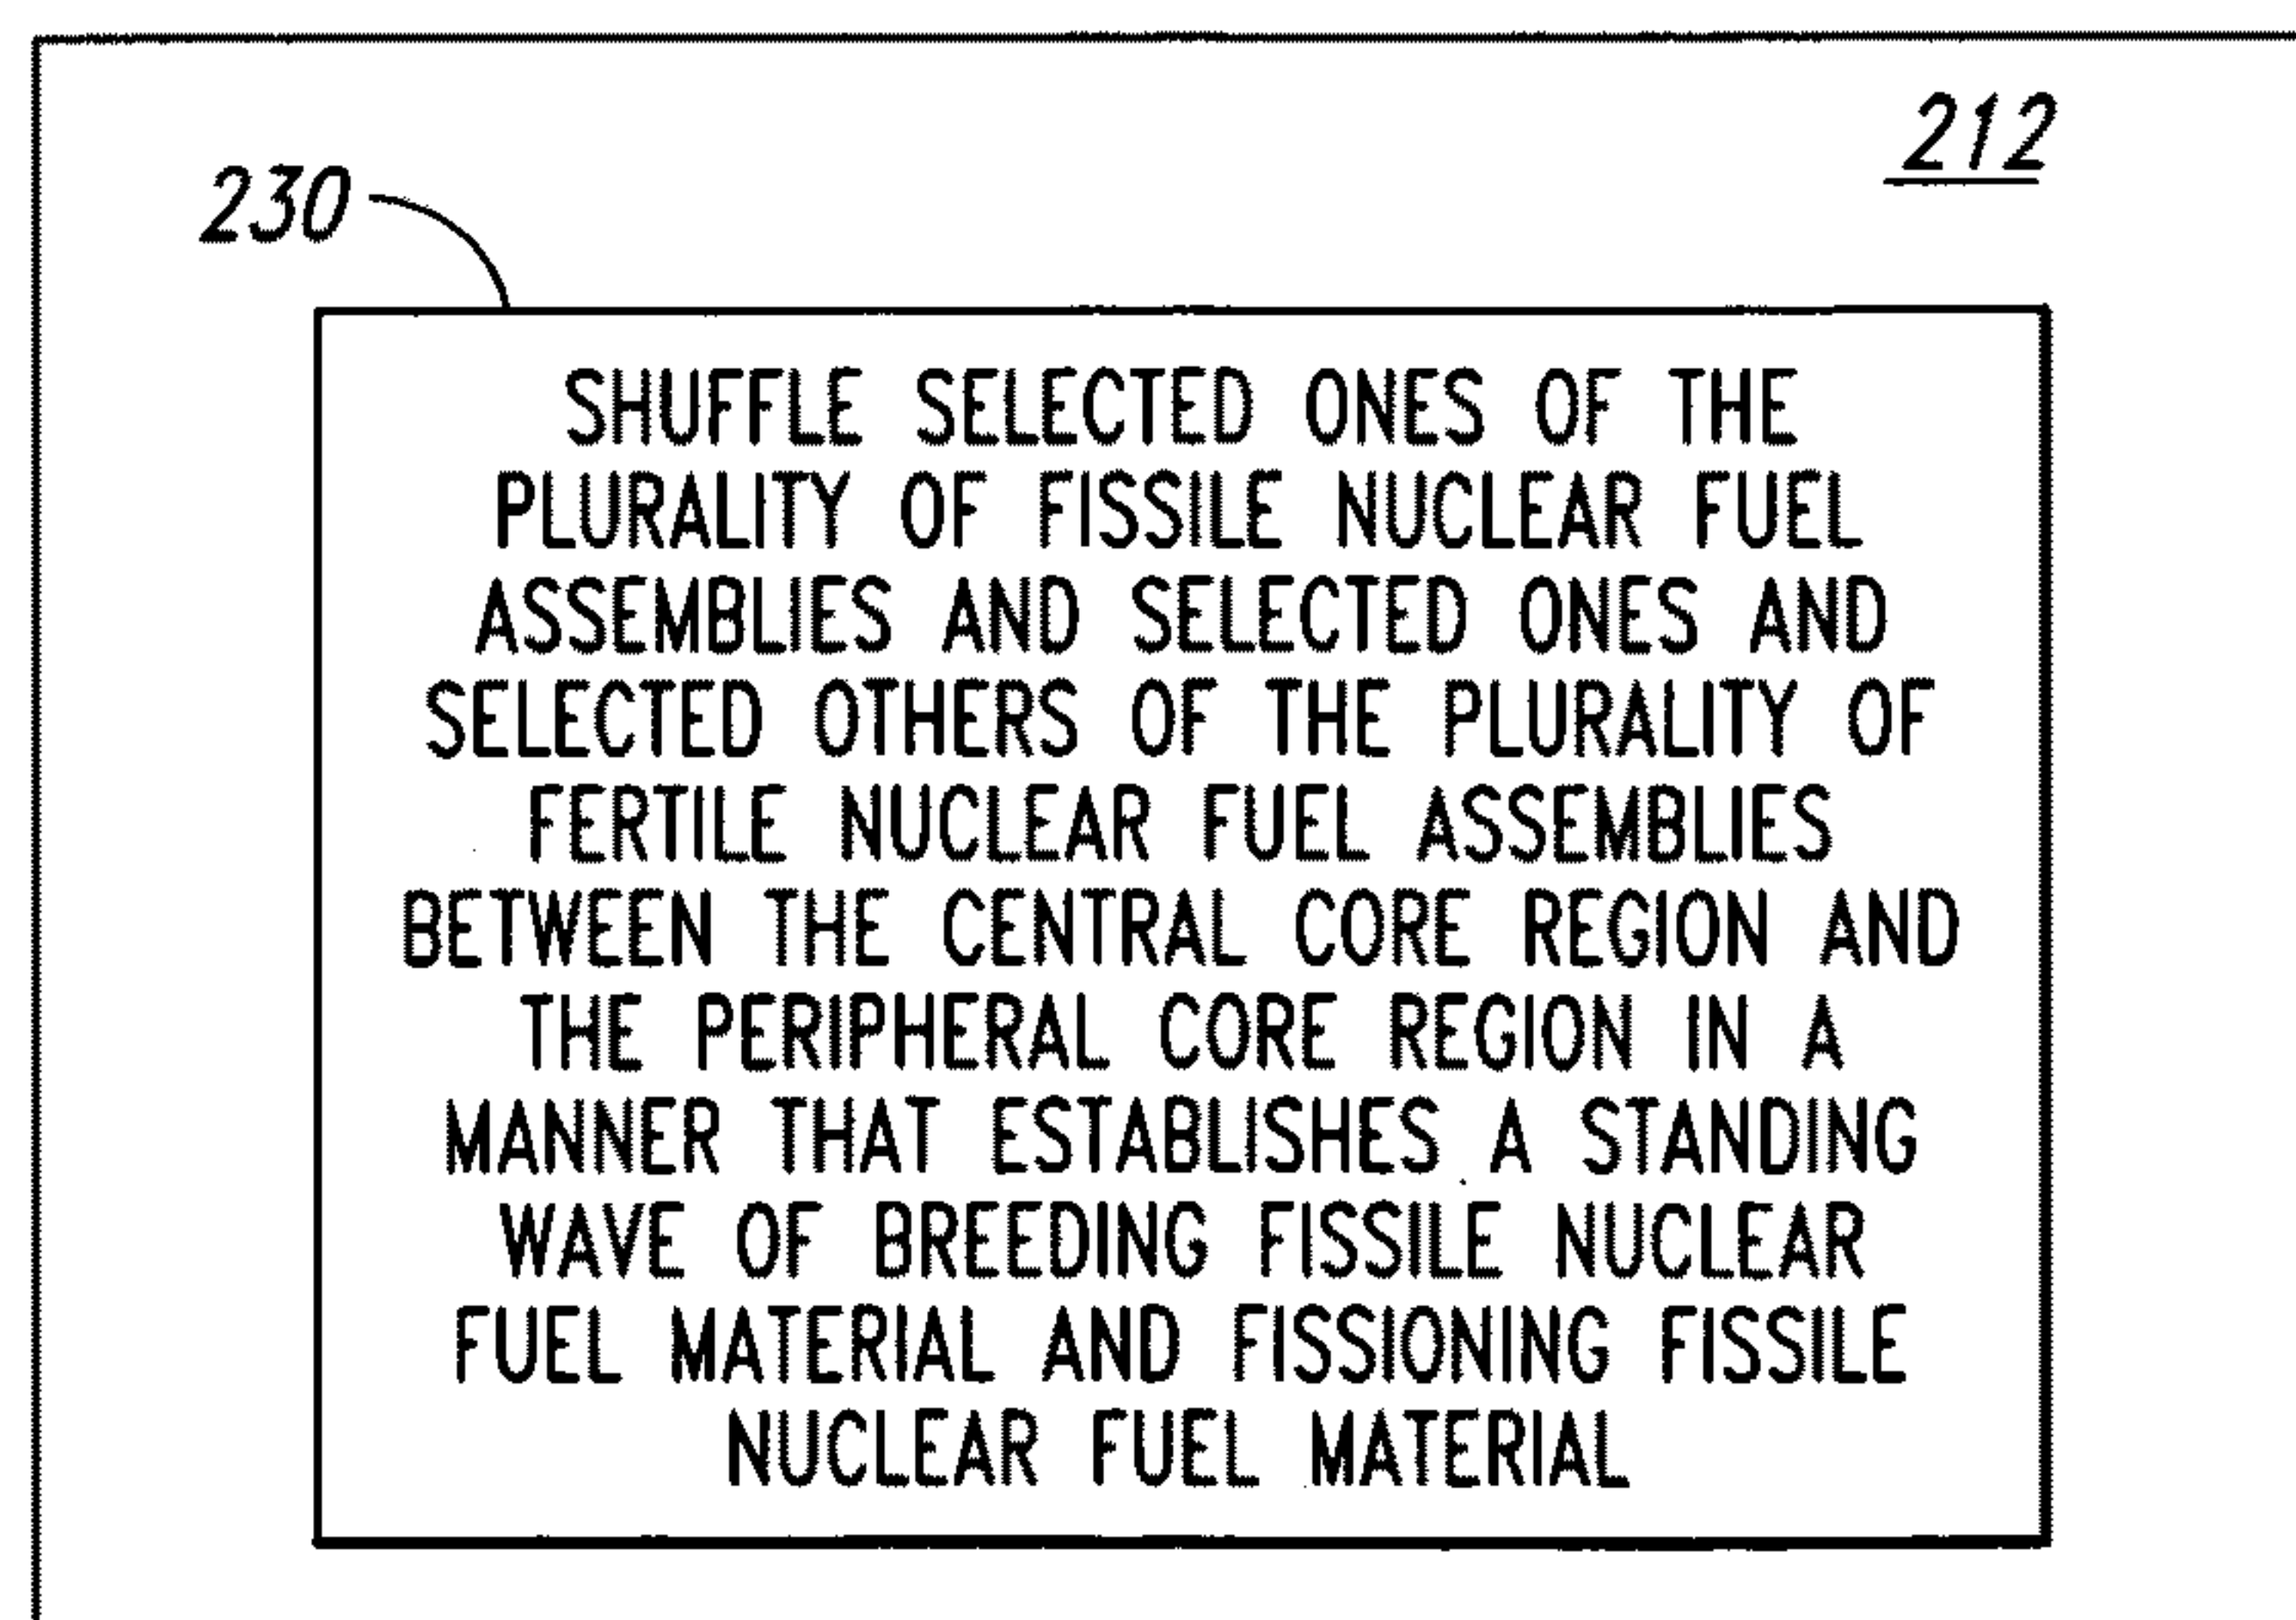 212
230
SHUFFLE SELECTED ONES OF THE
PLURALITY OF FISSILE NUCLEAR FUEL
ASSEMBLIES AND SELECTED ONES AND
SELECTED OTHERS OF THE PLURALITY OF
FERTILE NUCLEAR FUEL ASSEMBLIES
BETWEEN THE CENTRAL CORE REGION AND
THE PERIPHERAL CORE REGION IN A
MANNER THAT ESTABLISHES A STANDING
WAVE OF BREEDING FISSILE NUCLEAR
FUEL MATERIAL AND FISSIONING FISSILE
NUCLEAR FUEL MATERIAL